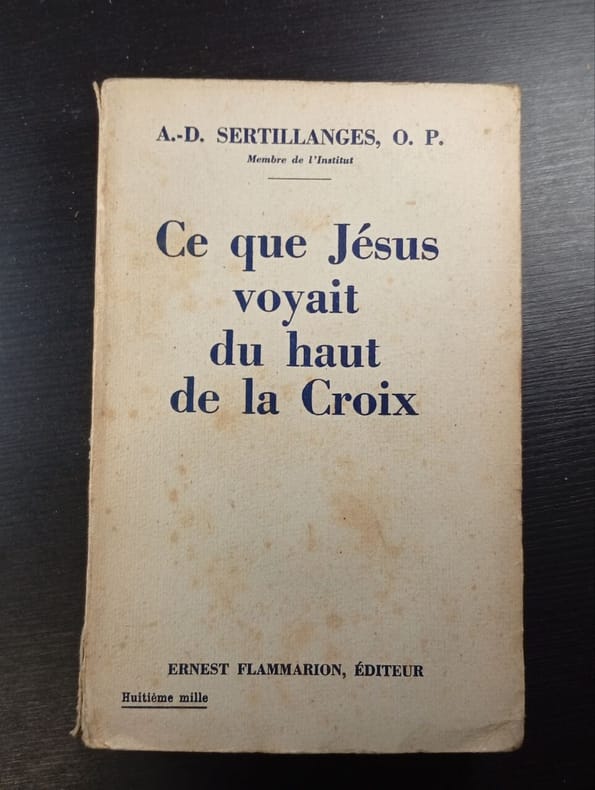 A.-D. SERTILLANGES, O. P.
Membre de l'Institut
Ce que Jésus
voyait
du haut
de la Croix
ERNEST FLAMMARION, ÉDITEUR
Huitième mille